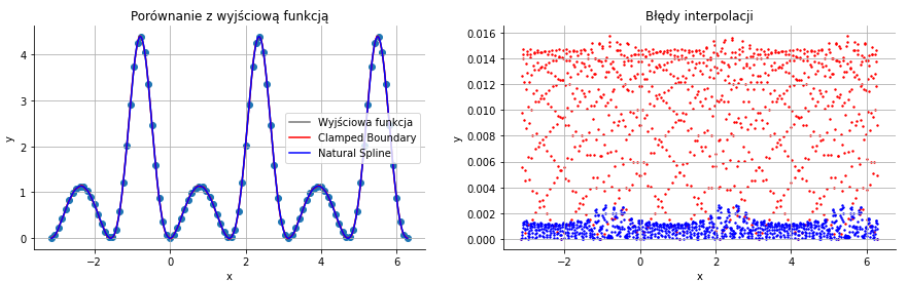 Porównanie z wyjściową funkcją
4
3
2
1
0
y
−2
0
2
4
6
x
Wyjściowa funkcja
Clamped Boundary
Natural Spline
Błędy interpolacji
0.016
0.014
0.012
0.010
0.008
0.006
0.004
0.002
0.000
y
−2
0
2
4
6
x